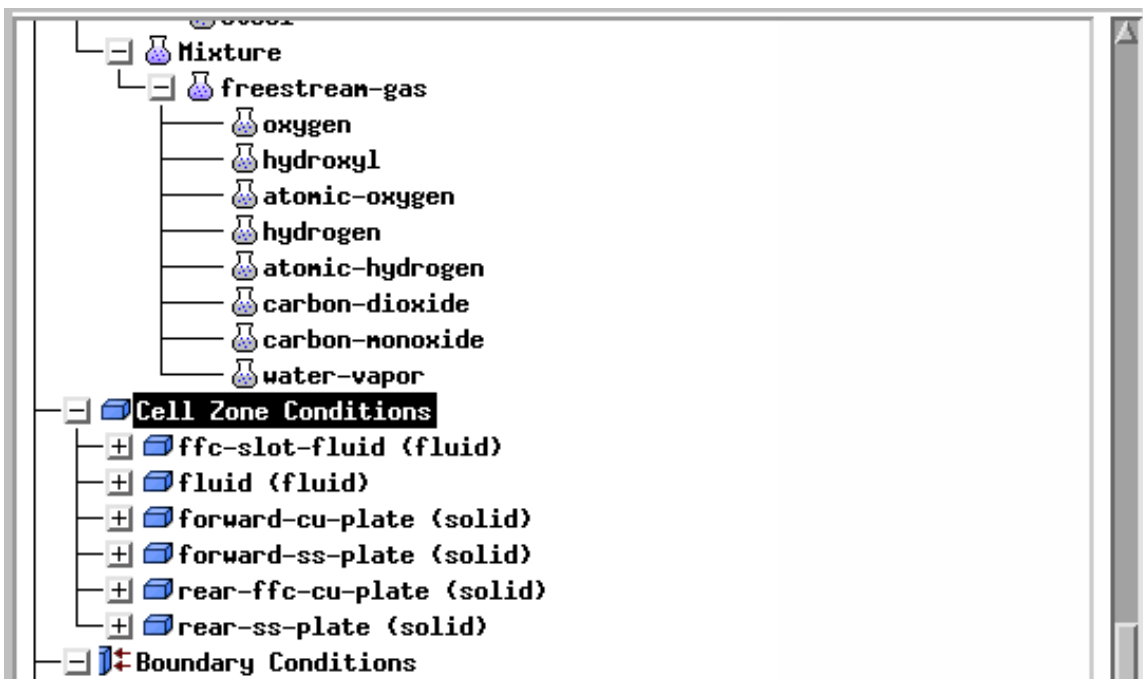 Mixture
freestream-gas
oxygen
hydroxyl
atomic-oxygen
hydrogen
atomic-hydrogen
carbon-dioxide
carbon-monoxide
water-vapor
Cell Zone Conditions
ffc-slot-fluid (fluid)
fluid (fluid)
forward-cu-plate (solid)
forward-ss-plate (solid)
rear-ffc-cu-plate (solid)
rear-ss-plate (solid)
Boundary Conditions